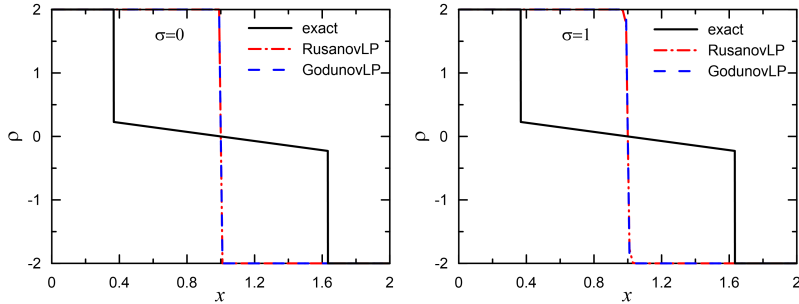 σ=0
exact
RusanovLP
GodunovLP
ρ
2
1
0
-1
-2
0
0.4
0.8
1.2
1.6
2
x
σ=1
exact
RusanovLP
GodunovLP
ρ
2
1
0
-1
-2
0
0.4
0.8
1.2
1.6
2
x